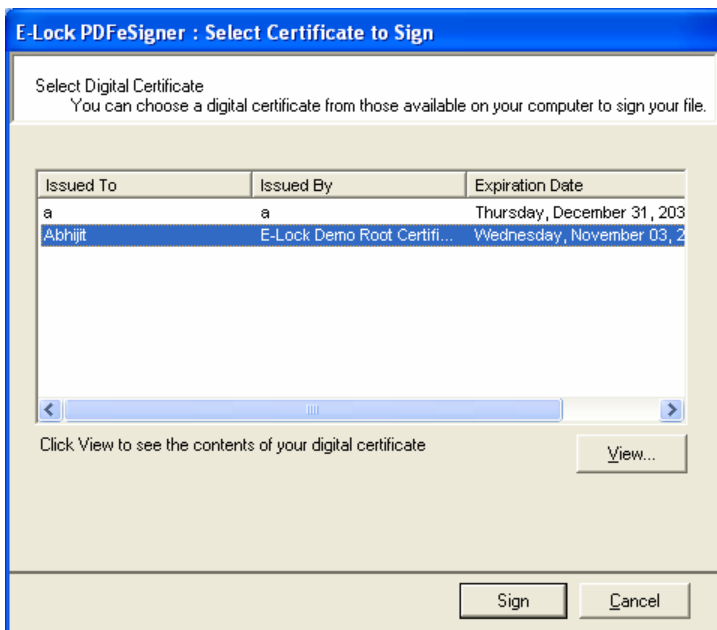 E-Lock PDFeSigner : Select Certificate to Sign
Select Digital Certificate
You can choose a digital certificate from those available on your computer to sign your file.
Issued To Issued By Expiration Date
a a Thursday, December 31, 203
Abhijit E-Lock Demo Root Certifi... Wednesday, November 03, 2
Click View to see the contents of your digital certificate
View...
Sign Cancel